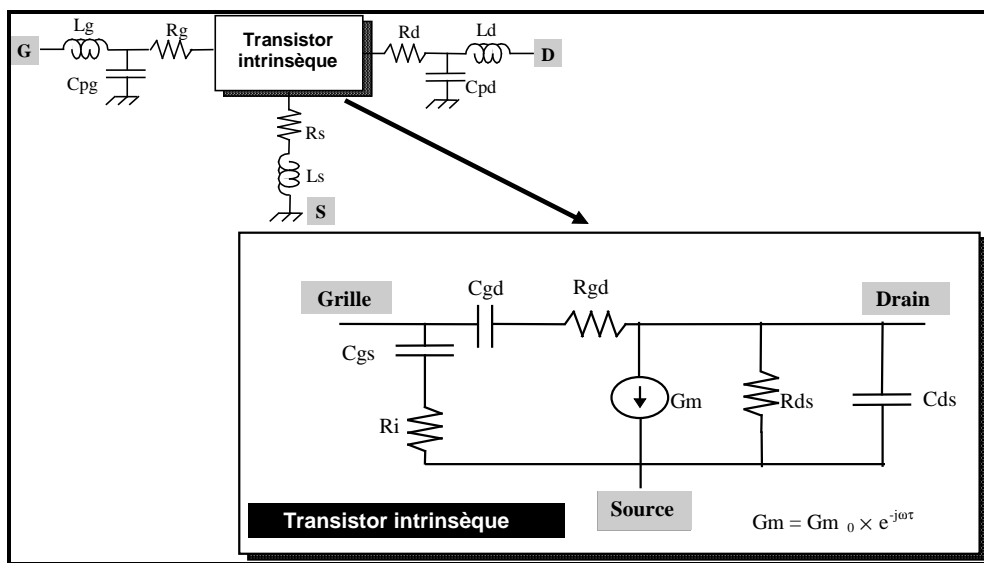 Lg
Rg
Transistor
intrinsèque
Rd
Ld
G
D
Cpg
Cpd
Rs
Ls
S
Grille
Cgd
Rgd
Drain
Cgs
Gm
Rds
Cds
Ri
Source
Transistor intrinsèque
Gm = Gm 0 × e^-jωτ